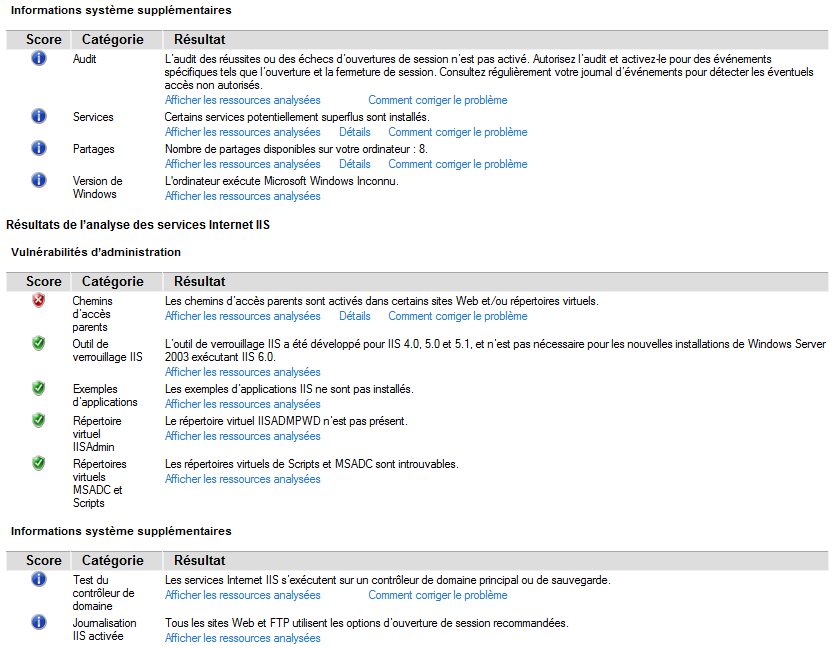 Informations système supplémentaires
Score Catégorie Résultat
Audit L'audit des réussites ou des échecs d'ouvertures de session n'est pas activé. Autorisez l'audit et activez-le pour des événements
spécifiques tels que l'ouverture et la fermeture de session. Consultez régulièrement votre journal d'événements pour détecter les éventuels
accès non autorisés.
Afficher les ressources analysées Comment corriger le problème
Services Certains services potentiellement superflus sont installés.
Afficher les ressources analysées Détails Comment corriger le problème
Partages Nombre de partages disponibles sur votre ordinateur : 8.
Afficher les ressources analysées Détails Comment corriger le problème
Version de L'ordinateur exécute Microsoft Windows Inconnu.
Windows Afficher les ressources analysées
Résultats de l'analyse des services Internet IIS
Vulnérabilités d'administration
Score Catégorie Résultat
Chemins Les chemins d'accès parents sont activés dans certains sites Web et/ou répertoires virtuels.
d'accès Afficher les ressources analysées Détails Comment corriger le problème
parents
Outil de L'outil de verrouillage IIS a été développé pour IIS 4.0, 5.0 et 5.1, et n'est pas nécessaire pour les nouvelles installations de Windows Server
verrouillage IIS 2003 exécutant IIS 6.0.
Afficher les ressources analysées
Exemples Les exemples d'applications IIS ne sont pas installés.
d'applications Afficher les ressources analysées
Répertoire Le répertoire virtuel IISADMPWD n'est pas présent.
virtuel Afficher les ressources analysées
IISAdmin
Répertoires Les répertoires virtuels de Scripts et MSADC sont introuvables.
virtuels Afficher les ressources analysées
MSADC et
Scripts
Informations système supplémentaires
Score Catégorie Résultat
Test du Les services Internet IIS s'exécutent sur un contrôleur de domaine principal ou de sauvegarde.
contrôleur de Afficher les ressources analysées Comment corriger le problème
domaine
Journalisation Tous les sites Web et FTP utilisent les options d'ouverture de session recommandées.
IIS activée Afficher les ressources analysées